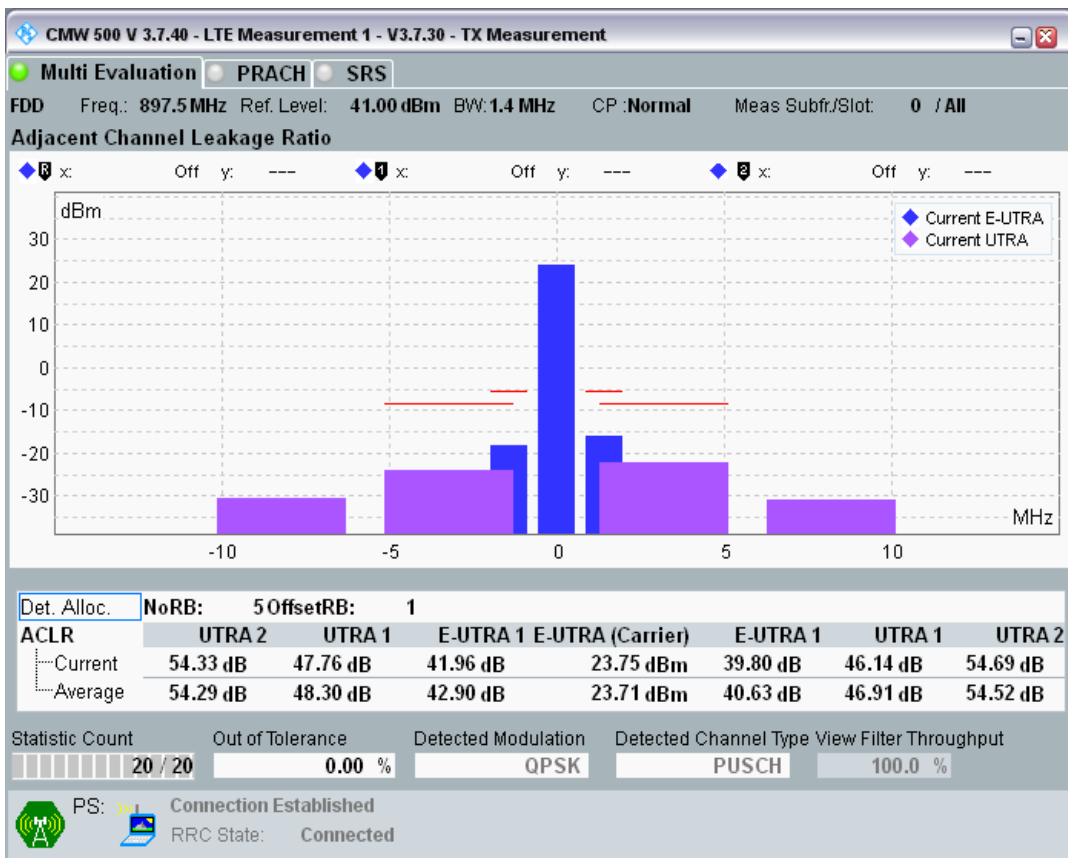 CMW 500 V 3.7.40 - LTE Measurement 1 - V3.7.30 - TX Measurement
Multi Evaluation PRACH SRS
FDD Freq.: 897.5 MHz Ref. Level: 41.00 dBm BW: 1.4 MHz CP :Normal Meas Subfr./Slot: 0 / All
Adjacent Channel Leakage Ratio
R x: Off y: --- 1 x: Off y: --- 2 x: Off y: ---
dBm
Current E-UTRA
Current UTRA
30
20
10
0
-10
-20
-30
MHz
-10 -5 0 5 10
Det. Alloc. NoRB: 5 OffsetRB: 1
ACLR UTRA 2 UTRA 1 E-UTRA 1 E-UTRA (Carrier) E-UTRA 1 UTRA 1 UTRA 2
Current 54.33 dB 47.76 dB 41.96 dB 23.75 dBm 39.80 dB 46.14 dB 54.69 dB
Average 54.29 dB 48.30 dB 42.90 dB 23.71 dBm 40.63 dB 46.91 dB 54.52 dB
Statistic Count Out of Tolerance Detected Modulation Detected Channel Type View Filter Throughput
20 / 20 0.00 % QPSK PUSCH 100.0 %
PS: Connection Established
RRC State: Connected